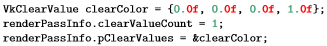 VkClearValue clearColor = {0.0f, 0.0f, 0.0f, 1.0f};
renderPassInfo.clearValueCount = 1;
renderPassInfo.pClearValues = &clearColor;